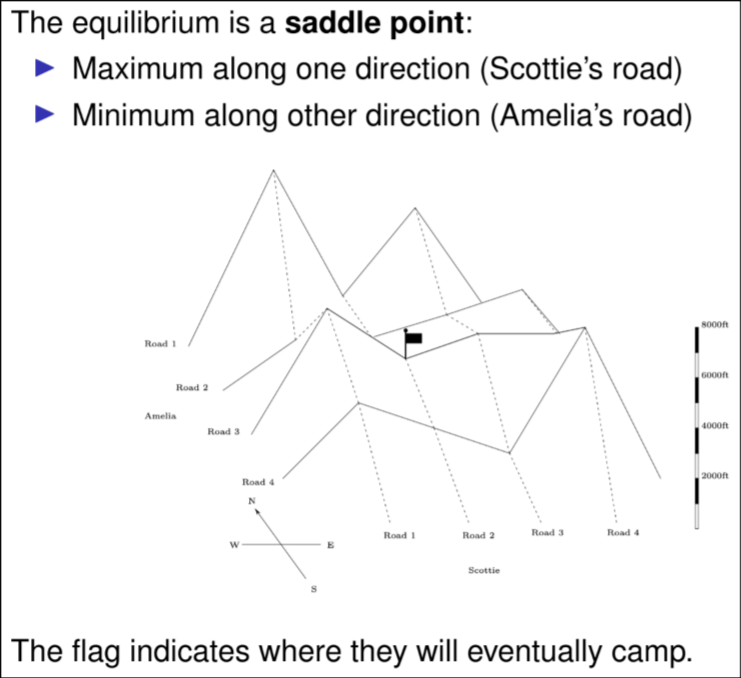 The equilibrium is a saddle point:
Maximum along one direction (Scottie's road)
Minimum along other direction (Amelia's road)
8000ft
Road 1
6000ft
Road 2
Amelia
4000ft
Road 3
2000ft
Road 4
N
Road 1 Road 2 Road 3 Road 4
W E
Scottie
S
The flag indicates where they will eventually camp.